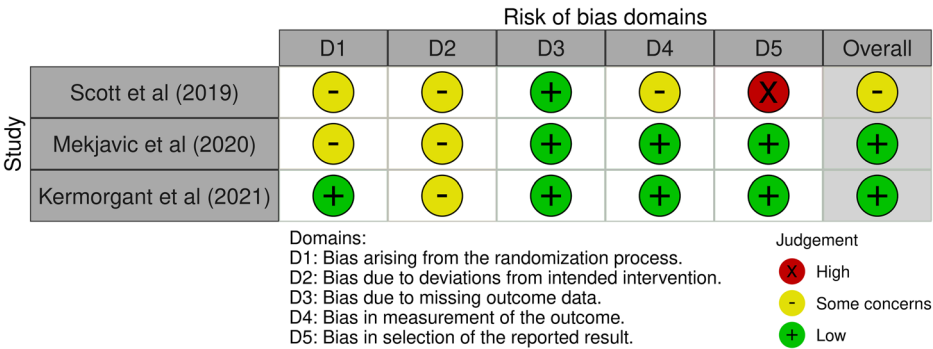 Risk of bias domains
D1 D2 D3 D4 D5 Overall
Study
Scott et al (2019) - - + - X -
Mekjavic et al (2020) - - + + + +
Kermorgant et al (2021) + - + + + +
Domains:
D1: Bias arising from the randomization process.
D2: Bias due to deviations from intended intervention.
D3: Bias due to missing outcome data.
D4: Bias in measurement of the outcome.
D5: Bias in selection of the reported result.
Judgement
X High
- Some concerns
+ Low